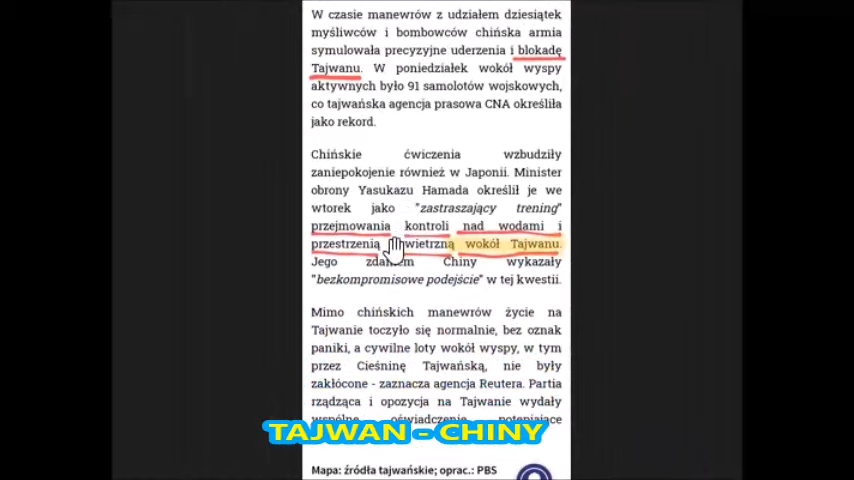 W czasie manewrów z udziałem dziesiątek
myśliwców i bombowców chińska armia
symulowała precyzyjne uderzenia i blokadę
Tajwanu. W poniedziałek wokół wyspy
aktywnych było 91 samolotów wojskowych,
co tajwańska agencja prasowa CNA określiła
jako rekord.
Chińskie ćwiczenia wzbudziły
zaniepokojenie również w Japonii. Minister
obrony Yasukazu Hamada określił je we
wtorek jako "zastraszający trening"
przejmowania kontroli nad wodami i
przestrzenią wietrzną wokół Tajwanu.
Jego zdaniem Chiny wykazały
"bezkompromisowe podejście" w tej kwestii.
Mimo chińskich manewrów życie na
Tajwanie toczyło się normalnie, bez oznak
paniki, a cywilne loty wokół wyspy, w tym
przez Cieśninę Tajwańską, nie były
zakłócone - zaznacza agencja Reutera. Partia
rządząca i opozycja na Tajwanie wydały
wspólne oświadczenie potępiające
TAJWAN - CHINY
Mapa: źródła tajwańskie; oprac.: PBS